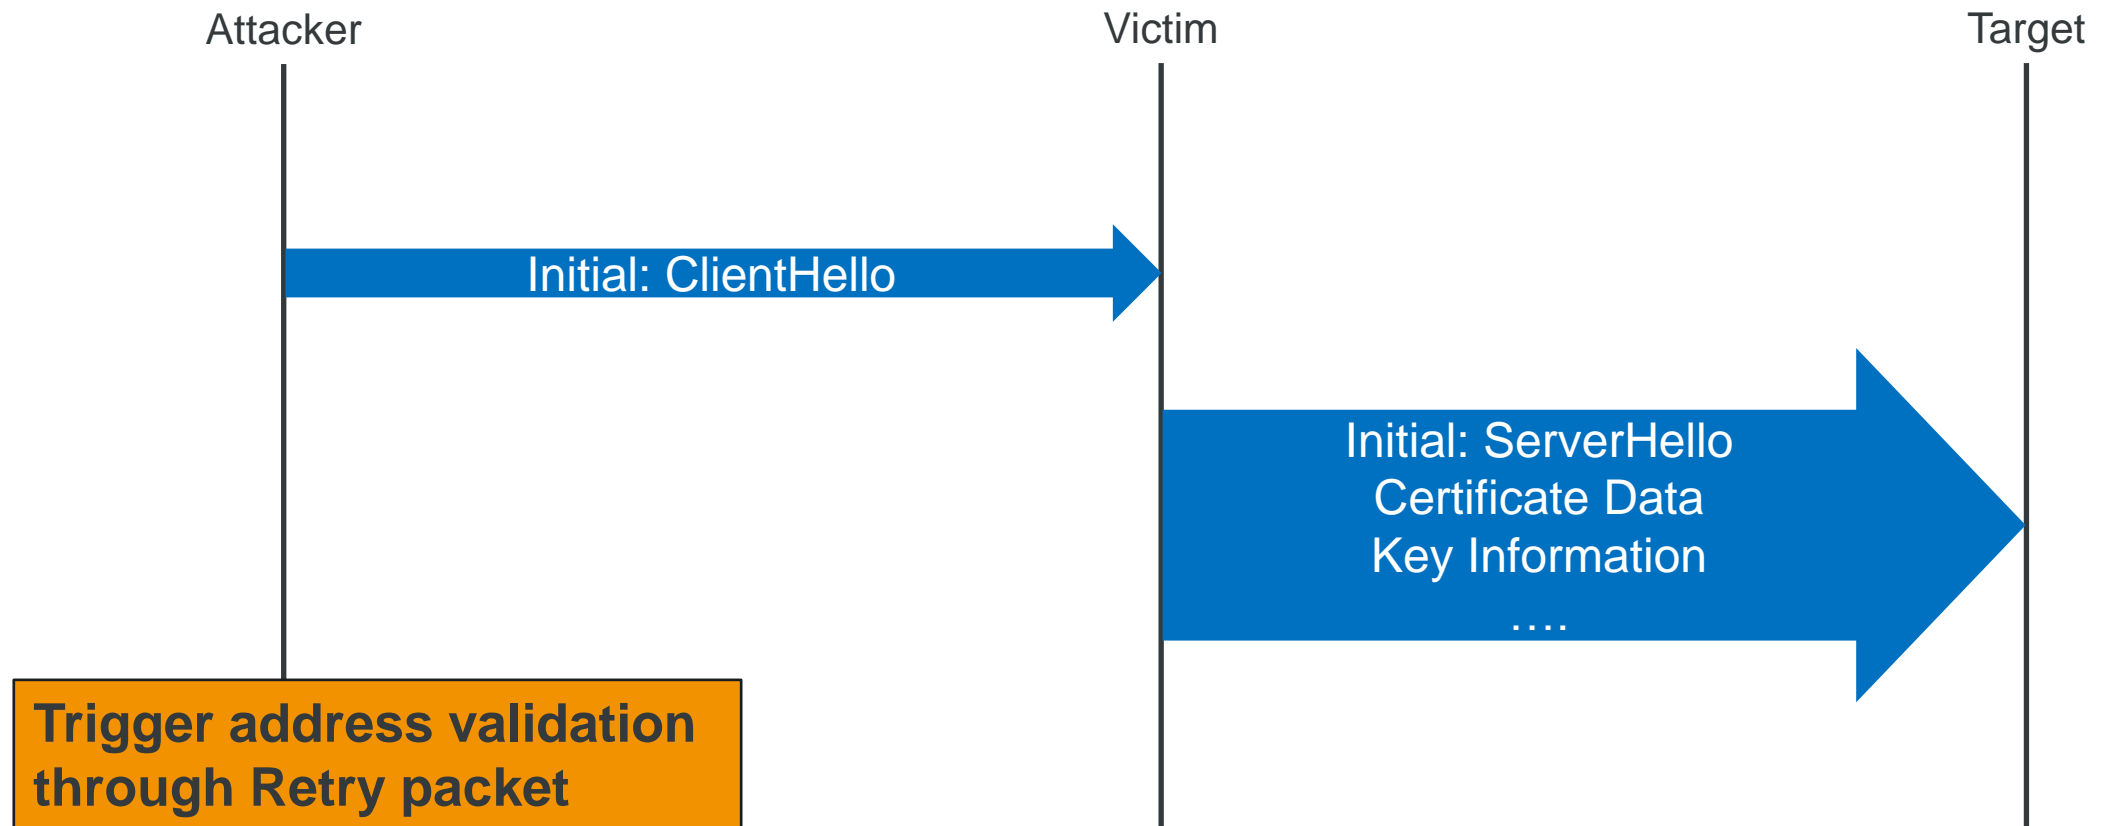 Attacker
Victim
Target
Initial: ClientHello
Initial: ServerHello
Certificate Data
Key Information
....
Trigger address validation
through Retry packet